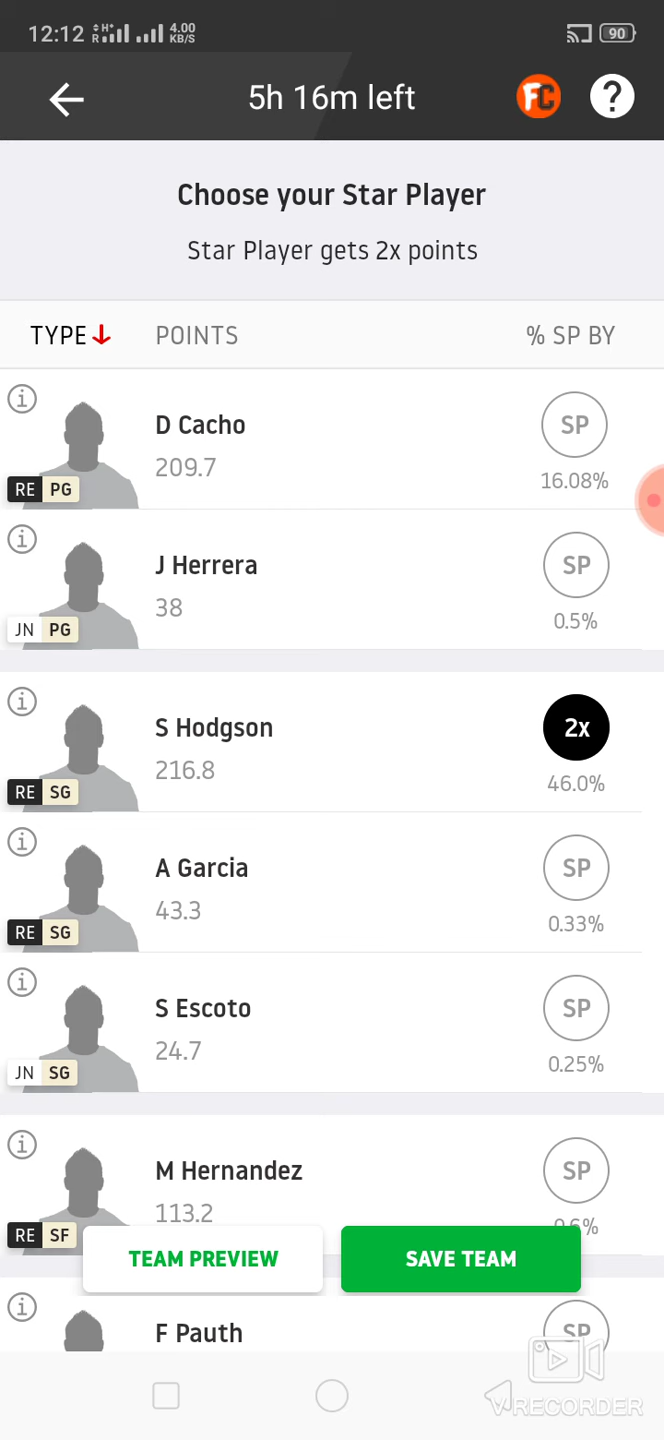 12:12 R H+ 4.00 KB/S 90
5h 16m left FC ?
Choose your Star Player
Star Player gets 2x points
TYPE POINTS % SP BY
D Cacho SP
209.7 16.08%
RE PG
J Herrera SP
38 0.5%
JN PG
S Hodgson 2x
216.8 46.0%
RE SG
A Garcia SP
43.3 0.33%
RE SG
S Escoto SP
24.7 0.25%
JN SG
M Hernandez SP
113.2 0.6%
RE SF
TEAM PREVIEW SAVE TEAM
F Pauth SP
VRECORDER